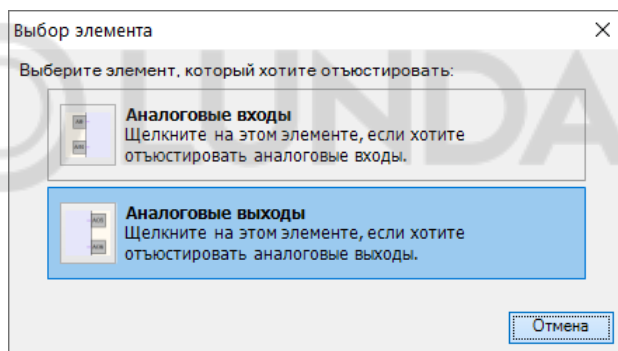 Выбор элемента
LUNDA
Выберите элемент, который хотите отъюстировать:
Аналоговые входы
Щелкните на этом элементе, если хотите
отъюстировать аналоговые входы.
Аналоговые выходы
Щелкните на этом элементе, если хотите
отъюстировать аналоговые выходы.
Отмена